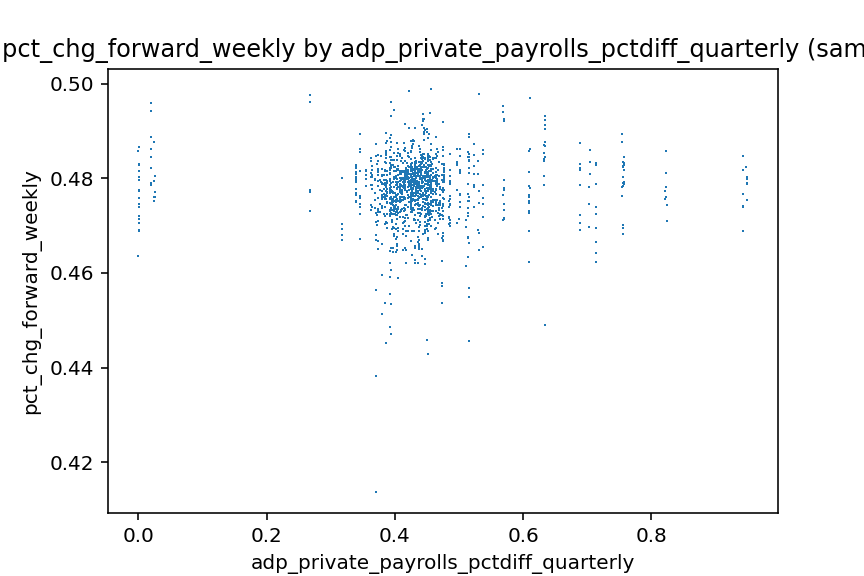 pct_chg_forward_weekly by adp_private_payrolls_pctdiff_quarterly (sam
0.50
0.48
0.46
0.44
0.42
pct_chg_forward_weekly
0.0 0.2 0.4 0.6 0.8
adp_private_payrolls_pctdiff_quarterly